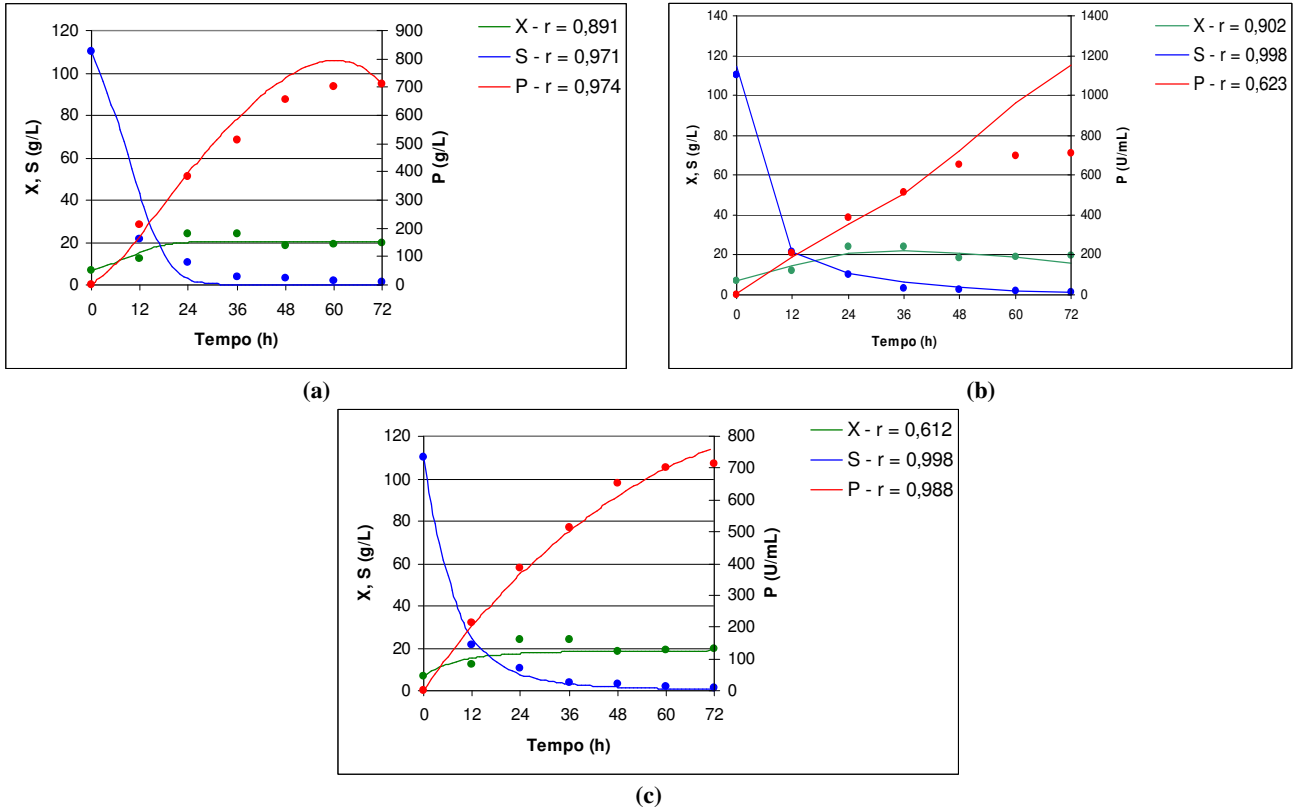 X - r = 0,891
S - r = 0,971
P - r = 0,974
120
100
80
60
40
20
0
X, S (g/L)
900
800
700
600
500
400
300
200
100
0
P (g/L)
0 12 24 36 48 60 72
Tempo (h)
(a)
X - r = 0,902
S - r = 0,998
P - r = 0,623
140
120
100
80
60
40
20
0
X, S (g/L)
1400
1200
1000
800
600
400
200
0
P (U/mL)
0 12 24 36 48 60 72
Tempo (h)
(b)
X - r = 0,612
S - r = 0,998
P - r = 0,988
120
100
80
60
40
20
0
X, S (g/L)
800
700
600
500
400
300
200
100
0
P (U/mL)
0 12 24 36 48 60 72
Tempo (h)
(c)